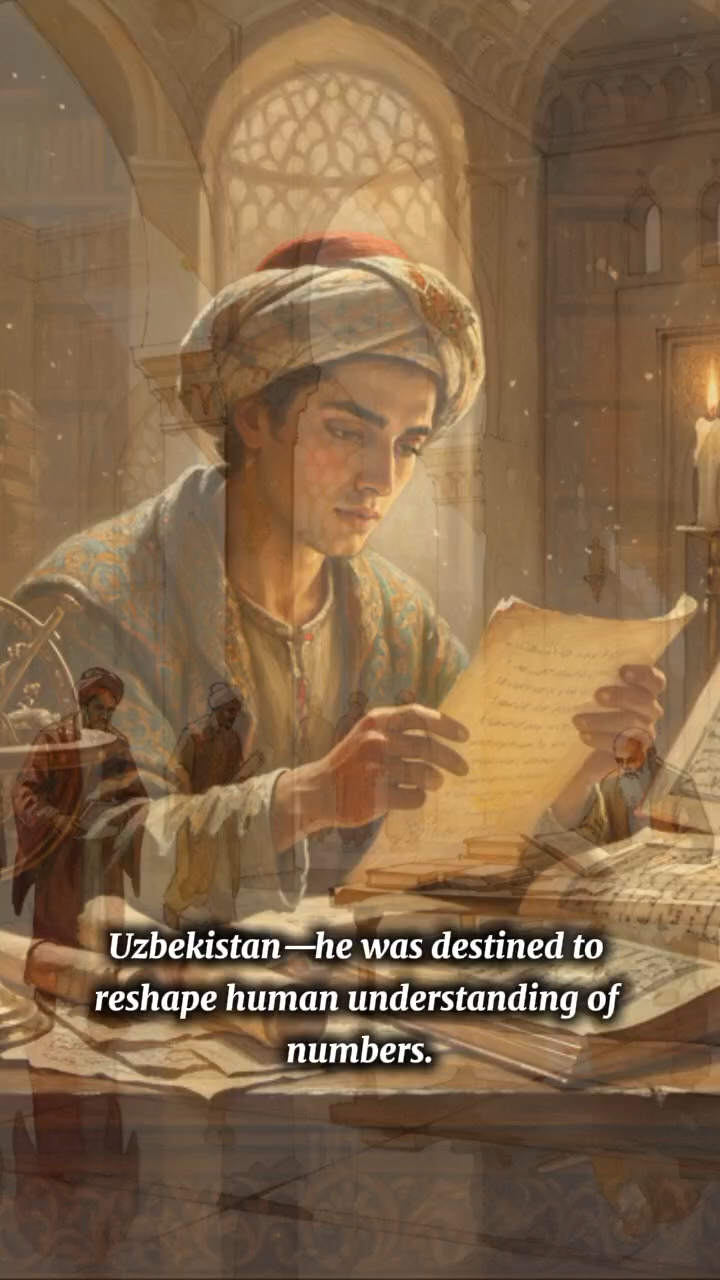 Uzbekistan—he was destined to
reshape human understanding of
numbers.